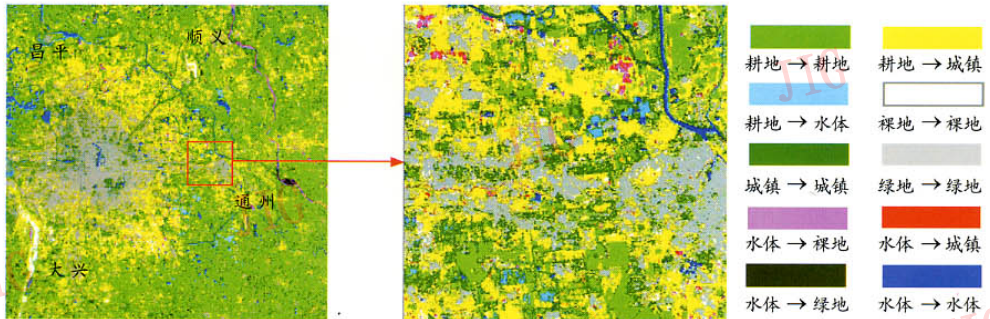 昌平
顺义
通州
大兴
耕地 → 耕地
耕地 → 城镇
耕地 → 水体
裸地 → 裸地
城镇 → 城镇
绿地 → 绿地
水体 → 裸地
水体 → 城镇
水体 → 绿地
水体 → 水体
JIG